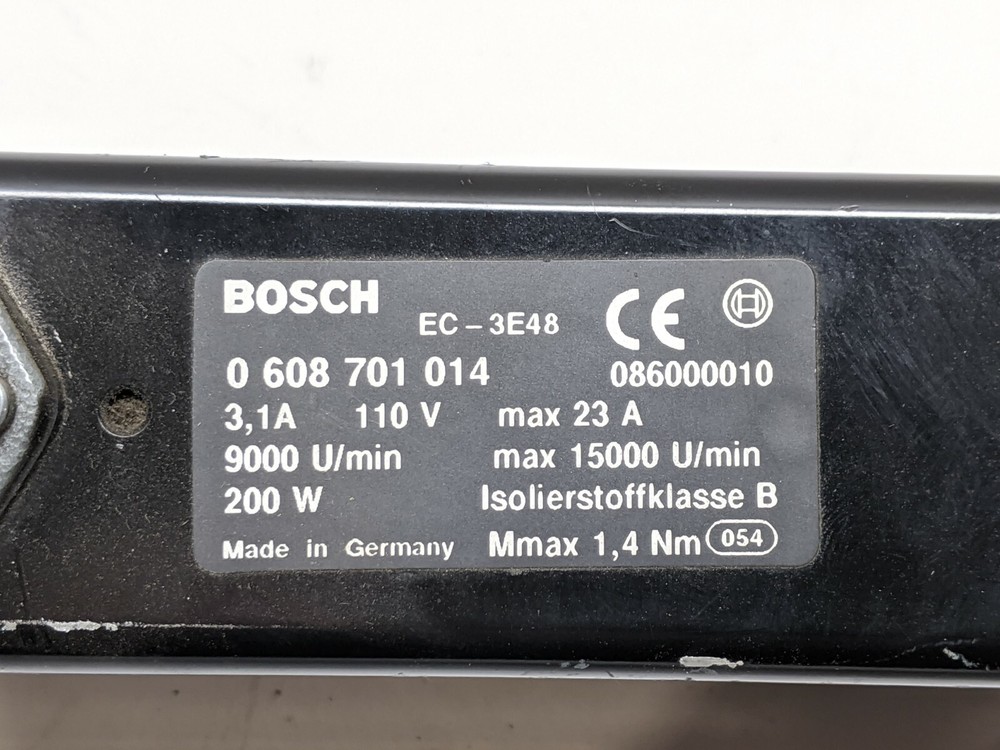 BOSCH
EC-3E48
CE
0 608 701 014
086000010
3,1A 110 V max 23 A
9000 U/min max 15000 U/min
200 W Isolierstoffklasse B
Made in Germany Mmax 1,4 Nm 054